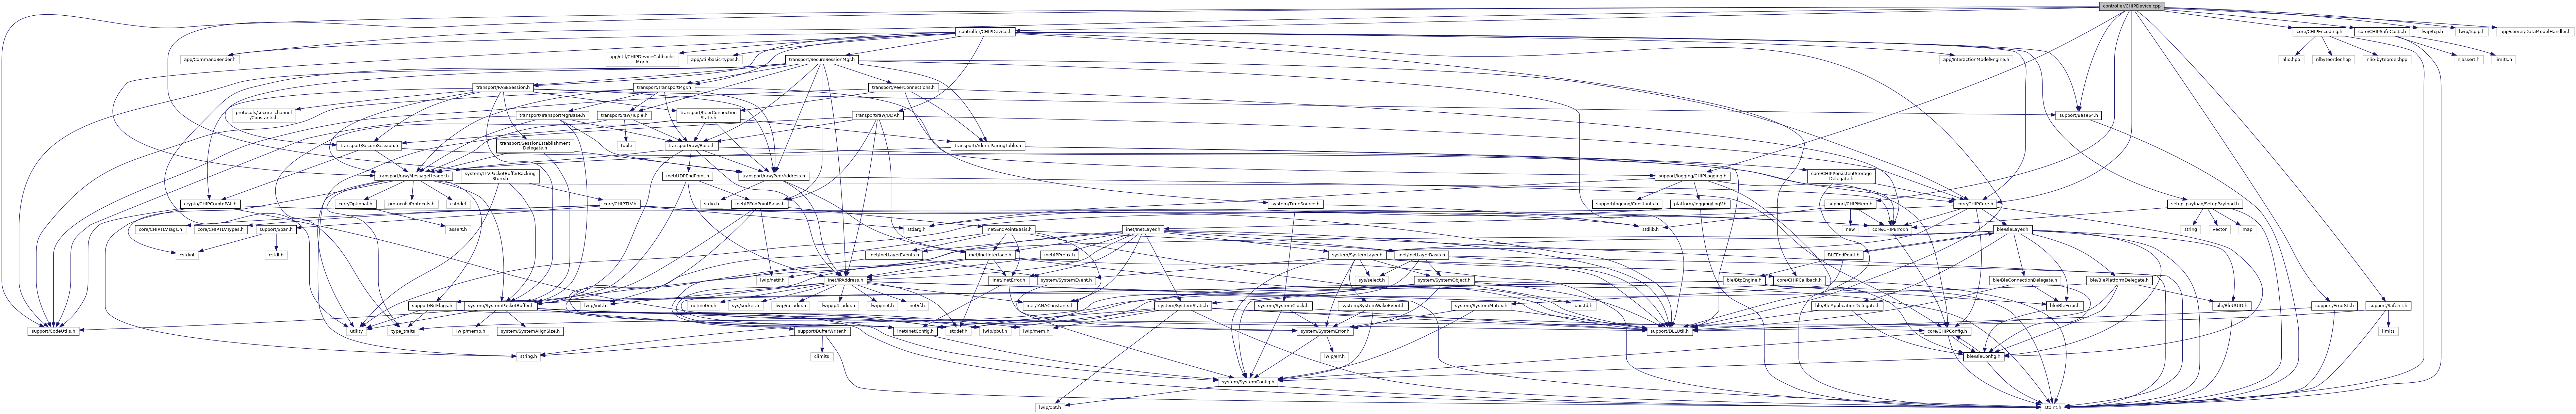 controller/CHIPDevice.cpp
controller/CHIPDevice.h
core/CHIPEncoding.h
core/CHIPSafeCasts.h
lwip/tcp.h
lwip/tcpip.h
app/server/DataModelHandler.h
app/CommandSender.h
app/util/CHIPDeviceCallbacks
Mgr.h
app/util/basic-types.h
transport/SecureSessionMgr.h
app/InteractionModelEngine.h
nlio.hpp
nlbyteorder.hpp
nlio-byteorder.hpp
nlassert.h
limits.h
transport/PASESession.h
transport/TransportMgr.h
transport/PeerConnections.h
protocols/secure_channel
/Constants.h
transport/TransportMgrBase.h
transport/raw/Tuple.h
transport/PeerConnection
State.h
transport/raw/UDP.h
support/Base64.h
transport/SecureSession.h
transport/SessionEstablishment
Delegate.h
tuple
transport/raw/Base.h
transport/AdminPairingTable.h
transport/raw/MessageHeader.h
system/TLVPacketBufferBacking
Store.h
inet/UDPEndPoint.h
transport/raw/PeerAddress.h
support/logging/CHIPLogging.h
core/CHIPPersistentStorage
Delegate.h
crypto/CHIPCryptoPAL.h
core/Optional.h
protocols/Protocols.h
cstddef
core/CHIPTLV.h
stdio.h
inet/IPEndPointBasis.h
system/TimeSource.h
support/logging/Constants.h
platform/logging/LogV.h
support/CHIPMem.h
core/CHIPCore.h
setup_payload/SetupPayload.h
core/CHIPTLVTags.h
core/CHIPTLVTypes.h
support/Span.h
assert.h
stdarg.h
inet/EndPointBasis.h
inet/InetLayer.h
stdlib.h
new
core/CHIPError.h
ble/BleLayer.h
string
vector
map
cstdint
cstdlib
inet/InetLayerEvents.h
inet/InetInterface.h
inet/IPPrefix.h
system/SystemLayer.h
inet/InetLayerBasis.h
BLEEndPoint.h
lwip/netif.h
inet/IPAddress.h
inet/InetError.h
system/SystemEvent.h
sys/select.h
system/SystemObject.h
ble/BtpEngine.h
core/CHIPCallback.h
ble/BleConnectionDelegate.h
ble/BlePlatformDelegate.h
support/BitFlags.h
system/SystemPacketBuffer.h
lwip/init.h
netinet/in.h
sys/socket.h
lwip/ip_addr.h
lwip/ip4_addr.h
lwip/inet.h
net/if.h
inet/IANAConstants.h
system/SystemStats.h
system/SystemClock.h
system/SystemWakeEvent.h
system/SystemMutex.h
unistd.h
ble/BleApplicationDelegate.h
ble/BleError.h
ble/BleUUID.h
support/ErrorStr.h
support/SafeInt.h
support/CodeUtils.h
utility
type_traits
lwip/memp.h
system/SystemAlignSize.h
support/BufferWriter.h
inet/InetConfig.h
stddef.h
lwip/pbuf.h
lwip/mem.h
system/SystemError.h
support/DLLUtil.h
core/CHIPConfig.h
limits
string.h
climits
lwip/err.h
ble/BleConfig.h
system/SystemConfig.h
lwip/opt.h
stdint.h